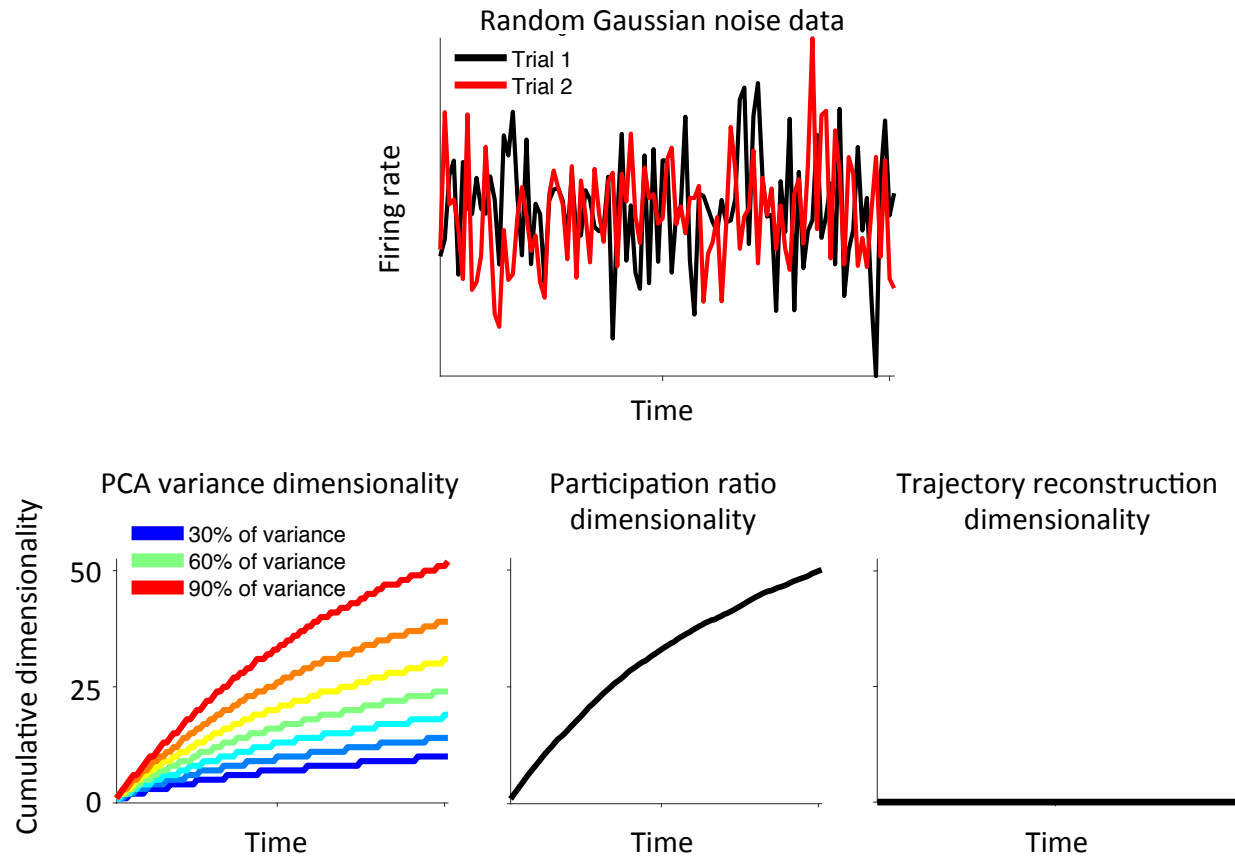 Random Gaussian noise data
Trial 1
Trial 2
Firing rate
Time
PCA variance dimensionality
Participation ratio
dimensionality
Trajectory reconstruction
dimensionality
30% of variance
60% of variance
90% of variance
Cumulative dimensionality
50
25
0
Time
Time
Time